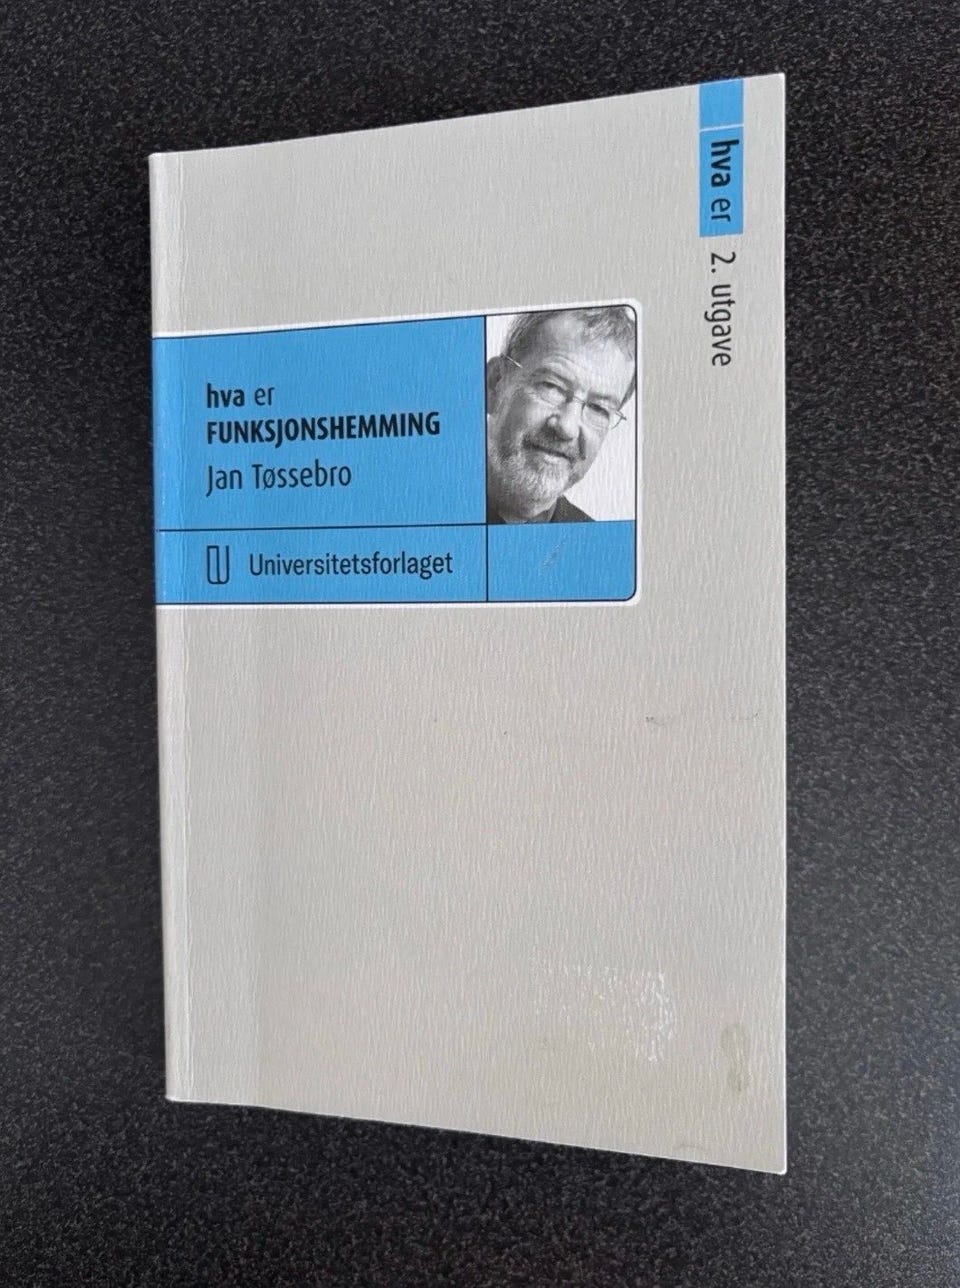 hva er 2. utgave
hva er
FUNKSJONSHEMMING
Jan Tøssebro
Universitetsforlaget